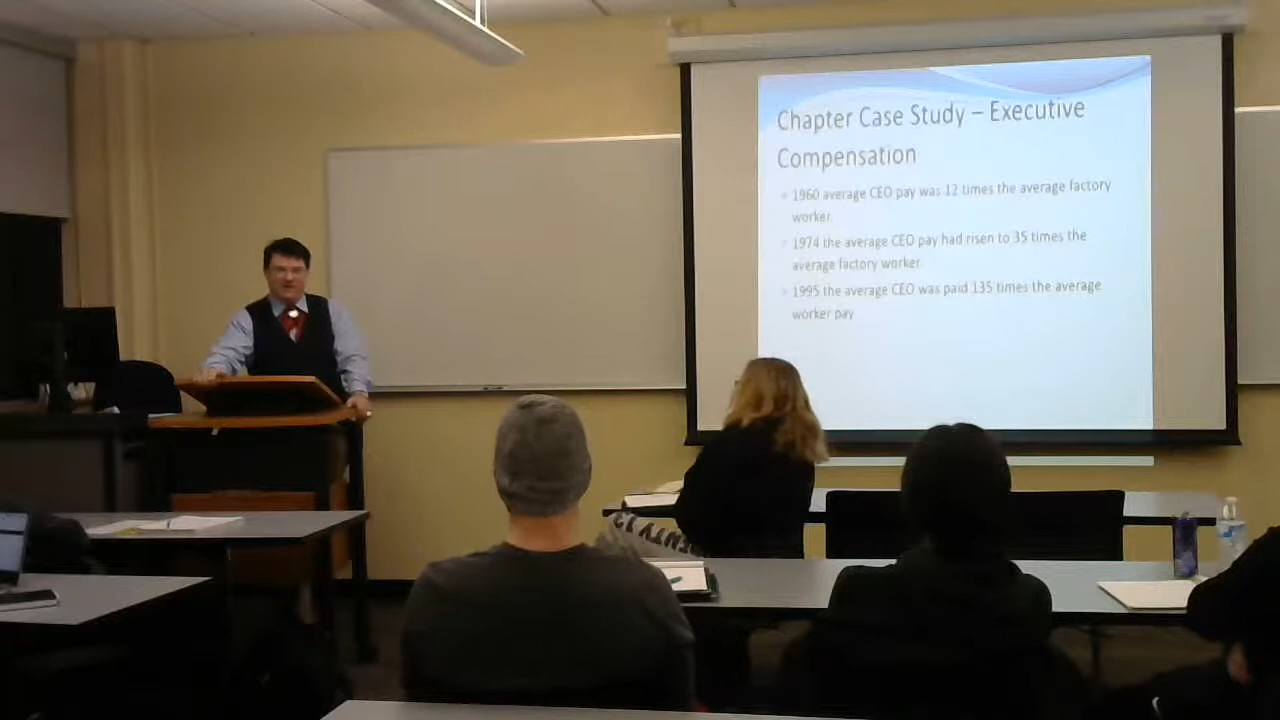 Chapter Case Study – Executive
Compensation
1960 average CEO pay was 12 times the average factory
worker.
1974 the average CEO pay had risen to 35 times the
average factory worker.
1995 the average CEO was paid 135 times the average
worker pay